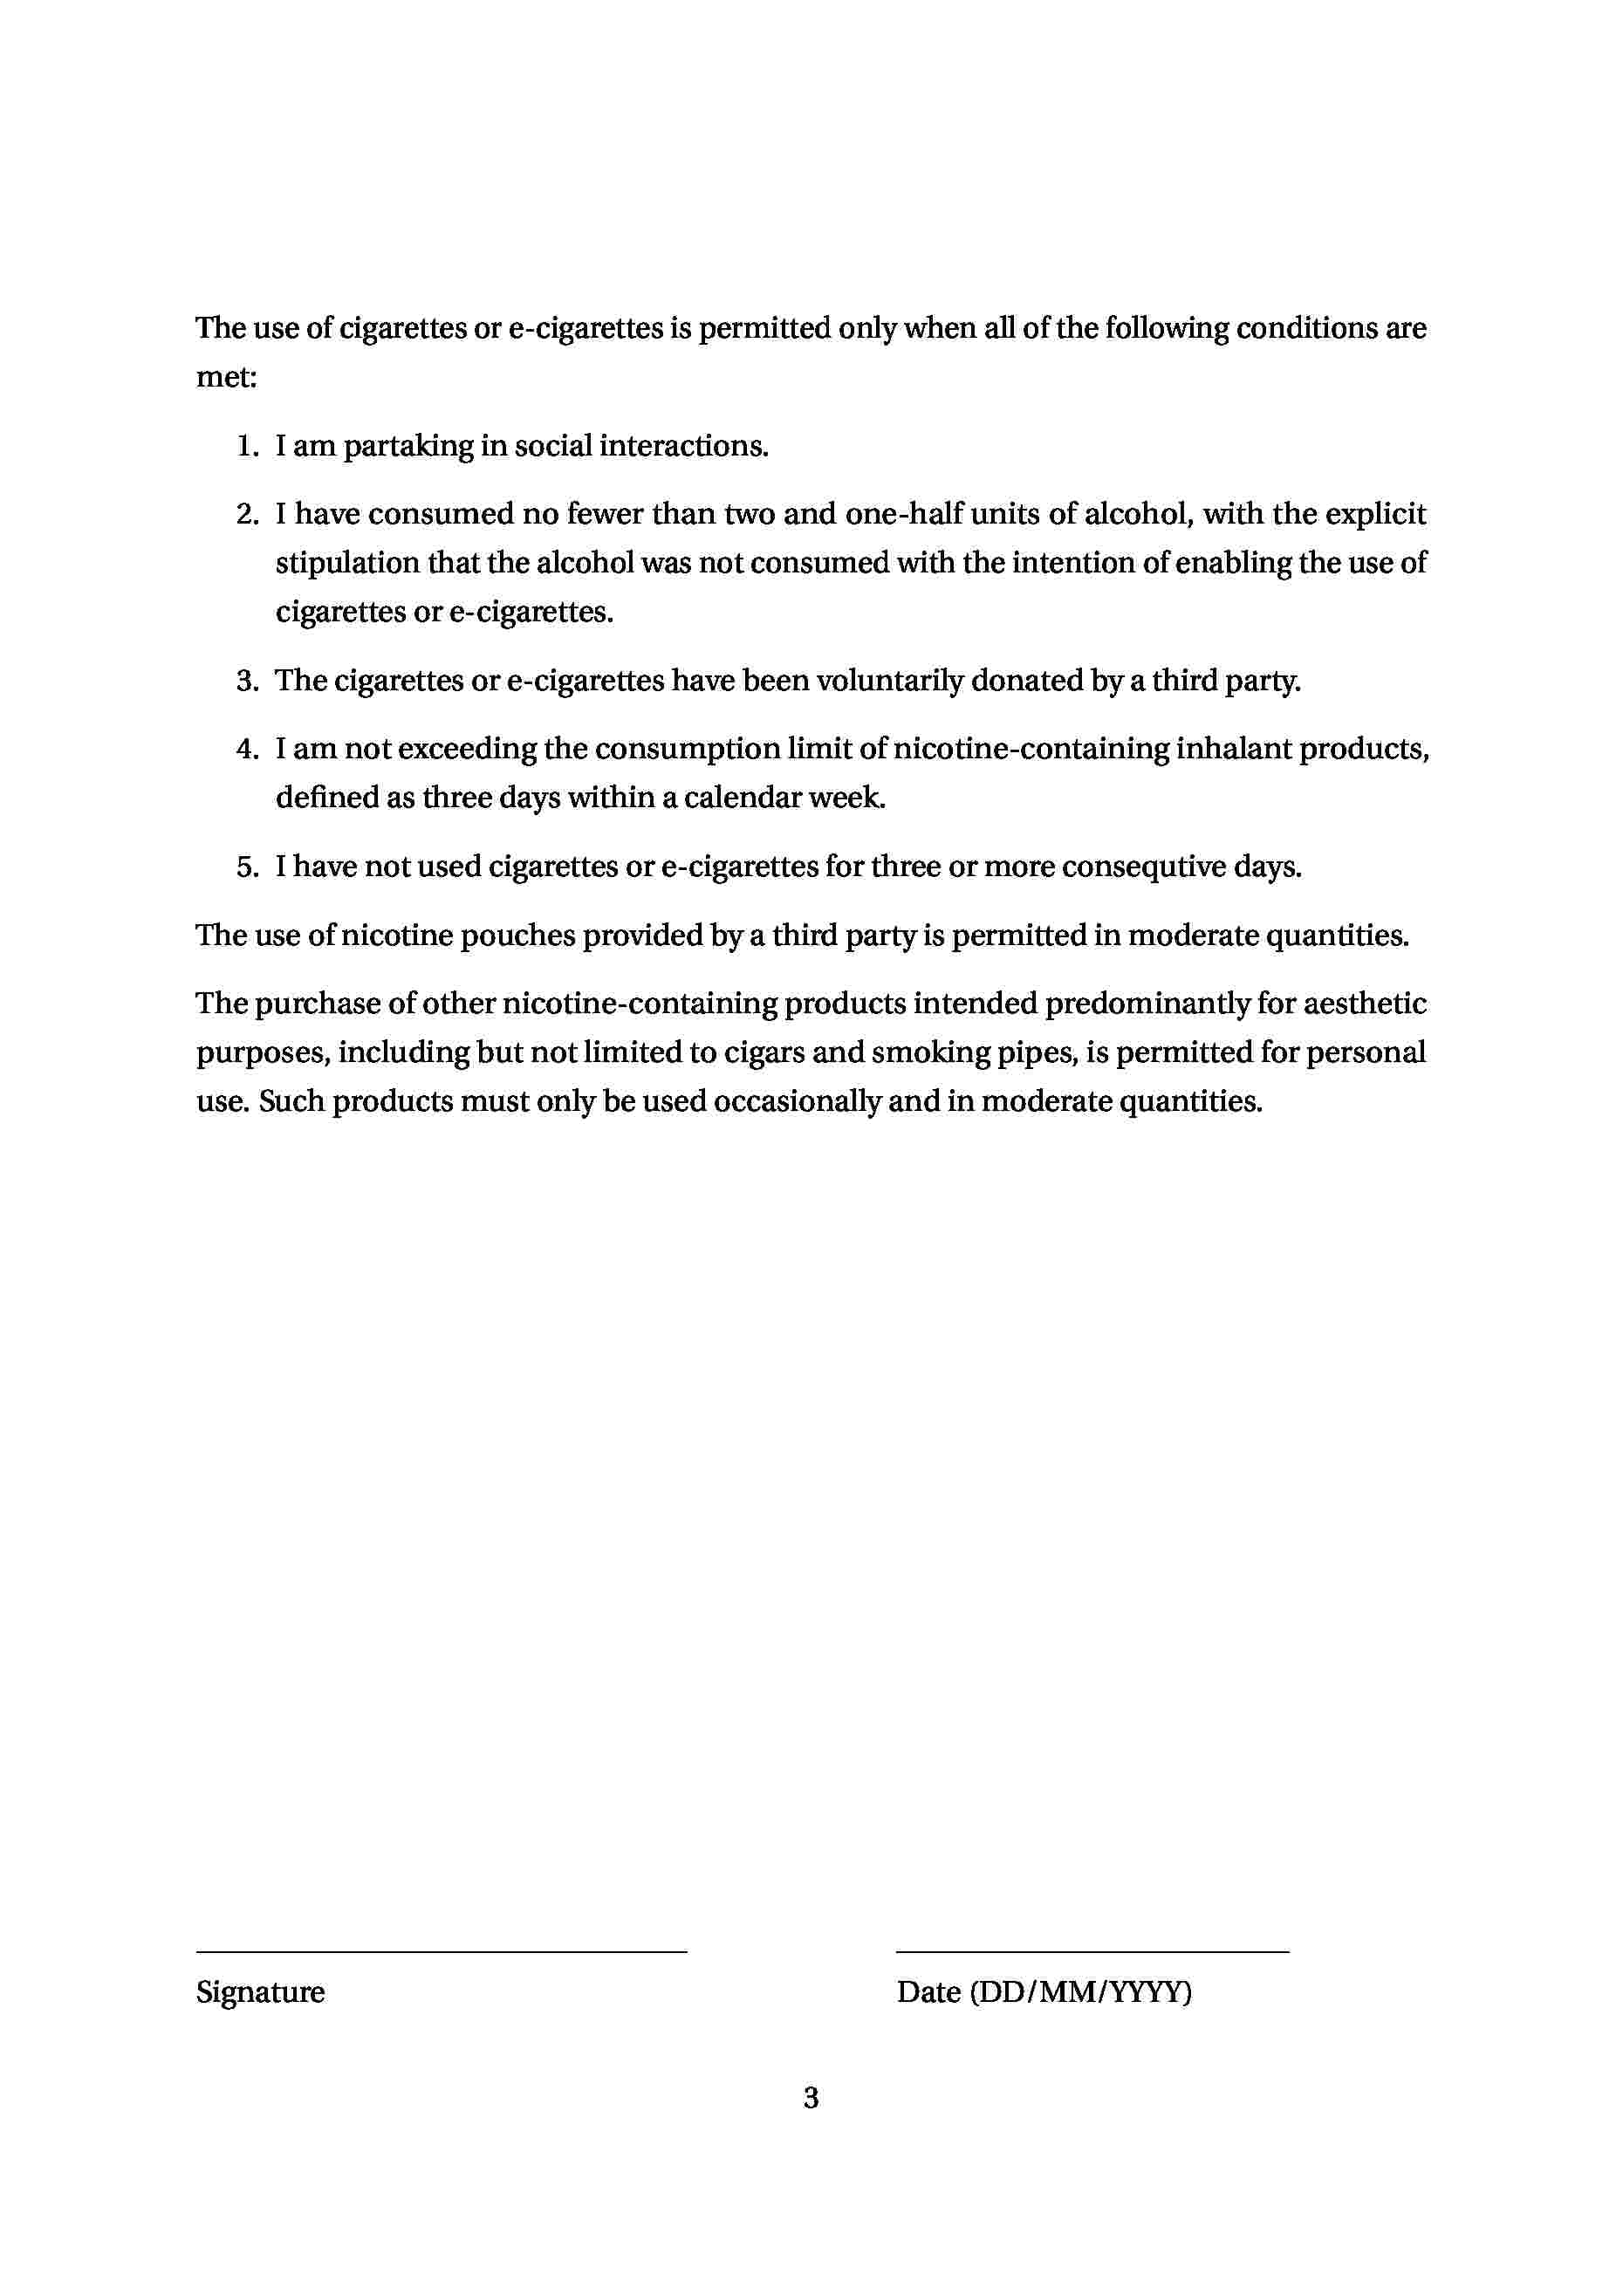 The use of cigarettes or e-cigarettes is permitted only when all of the following conditions are
met:
1. I am partaking in social interactions.
2. I have consumed no fewer than two and one-half units of alcohol, with the explicit
stipulation that the alcohol was not consumed with the intention of enabling the use of
cigarettes or e-cigarettes.
3. The cigarettes or e-cigarettes have been voluntarily donated by a third party.
4. I am not exceeding the consumption limit of nicotine-containing inhalant products,
defined as three days within a calendar week.
5. I have not used cigarettes or e-cigarettes for three or more consequtive days.
The use of nicotine pouches provided by a third party is permitted in moderate quantities.
The purchase of other nicotine-containing products intended predominantly for aesthetic
purposes, including but not limited to cigars and smoking pipes, is permitted for personal
use. Such products must only be used occasionally and in moderate quantities.
Signature Date (DD/MM/YYYY)
3